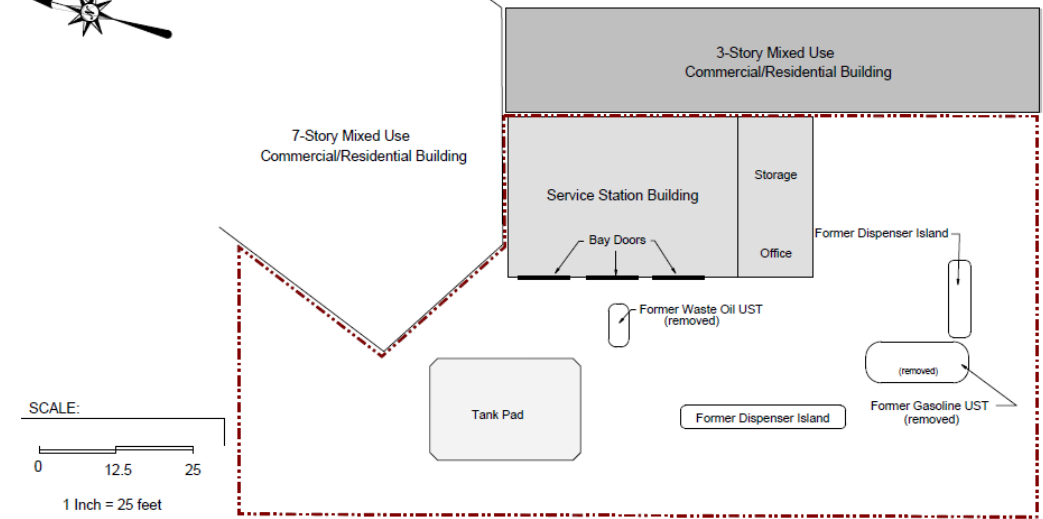 3-Story Mixed Use
Commercial/Residential Building
7-Story Mixed Use
Commercial/Residential Building
Storage
Service Station Building
Former Dispenser Island
Bay Doors
Office
Former Waste Oil UST
(removed)
(removed)
SCALE:
Tank Pad
Former Dispenser Island
Former Gasoline UST
(removed)
0
12.5
25
1 Inch = 25 feet